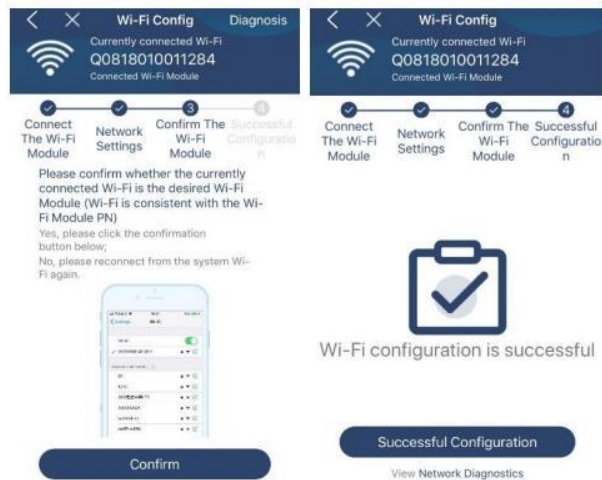 Wi-Fi Config
Diagnosis
Currently connected Wi-Fi
Q0818010011284
Connected Wi-Fi Module
3
4
Connect
The Wi-Fi
Module
Network
Settings
Confirm The
Wi-Fi
Module
Successful
Configuratio
n
Please confirm whether the currently
connected Wi-Fi is the desired Wi-Fi
Module (Wi-Fi is consistent with the Wi-
Fi Module PN)
Yes, please click the confirmation
button below;
No, please reconnect from the system Wi-
Fi again.
Confirm
Wi-Fi Config
Currently connected Wi-Fi
Q0818010011284
Connected Wi-Fi Module
4
Connect
The Wi-Fi
Module
Network
Settings
Confirm The
Wi-Fi
Module
Successful
Configuratio
n
Wi-Fi configuration is successful
Successful Configuration
View Network Diagnostics